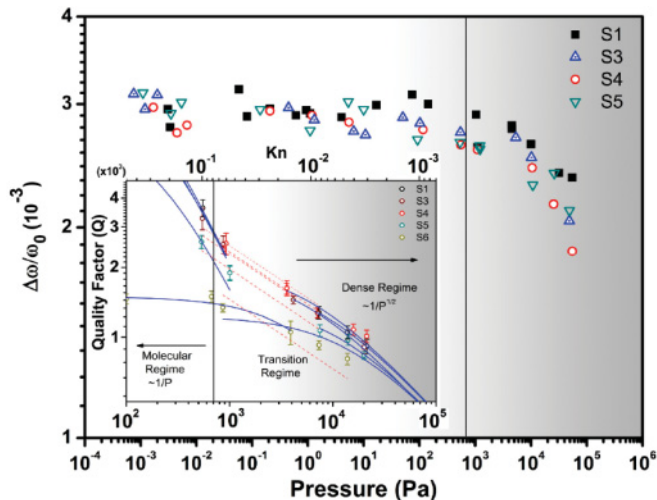 4
3
2
1
Δω/ω₀ (10⁻³)
S1
S3
S4
S5
10⁻¹
10⁻²
10⁻³
Kn
(x10³)
4
3
2
1
Quality Factor (Q)
S1
S3
S4
S5
S6
Dense Regime
~1/P^1/2
Molecular
Regime
~1/P
Transition
Regime
10² 10³ 10⁴ 10⁵
10⁻⁴ 10⁻³ 10⁻² 10⁻¹ 10⁰ 10¹ 10² 10³ 10⁴ 10⁵ 10⁶
Pressure (Pa)